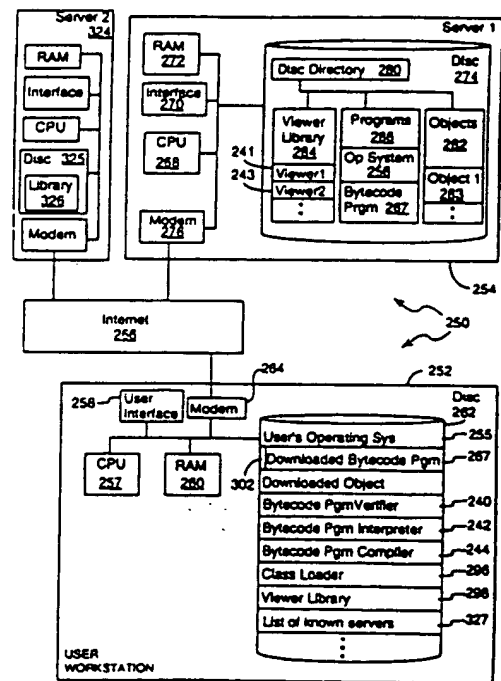 Server 2
324
RAM
Interface
CPU
Disc 325
Library
326
Modem
Server 1
RAM
272
Interface
270
CPU
268
Modem
276
Disc
274
Disc Directory 280
Viewer
Library
284
241
Viewer1
243
Viewer2
Programs
286
Op System
256
Bytecode
Prgm 267
Objects
282
Object 1
283
254
250
Internet
256
252
264
258
User
Interface
Modem
Disc
262
CPU
257
RAM
260
302
User's Operating Sys
255
Downloaded Bytecode Pgm
267
Downloaded Object
Bytecode PgmVerifier
240
Bytecode Pgm Interpreter
242
Bytecode Pgm Compiler
244
Class Loader
296
Viewer Library
298
List of known servers
327
USER
WORKSTATION